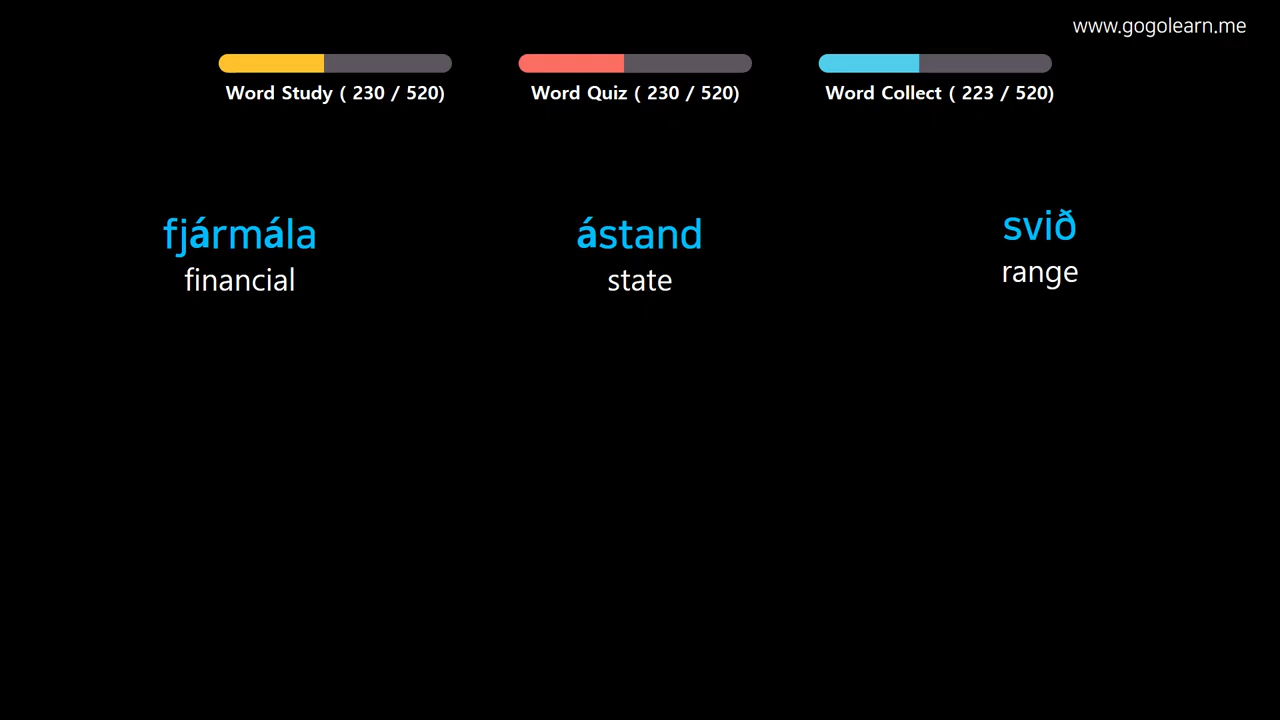 www.gogolearn.me
Word Study ( 230 / 520)
Word Quiz ( 230 / 520)
Word Collect ( 223 / 520)
fjármála
financial
ástand
state
svið
range